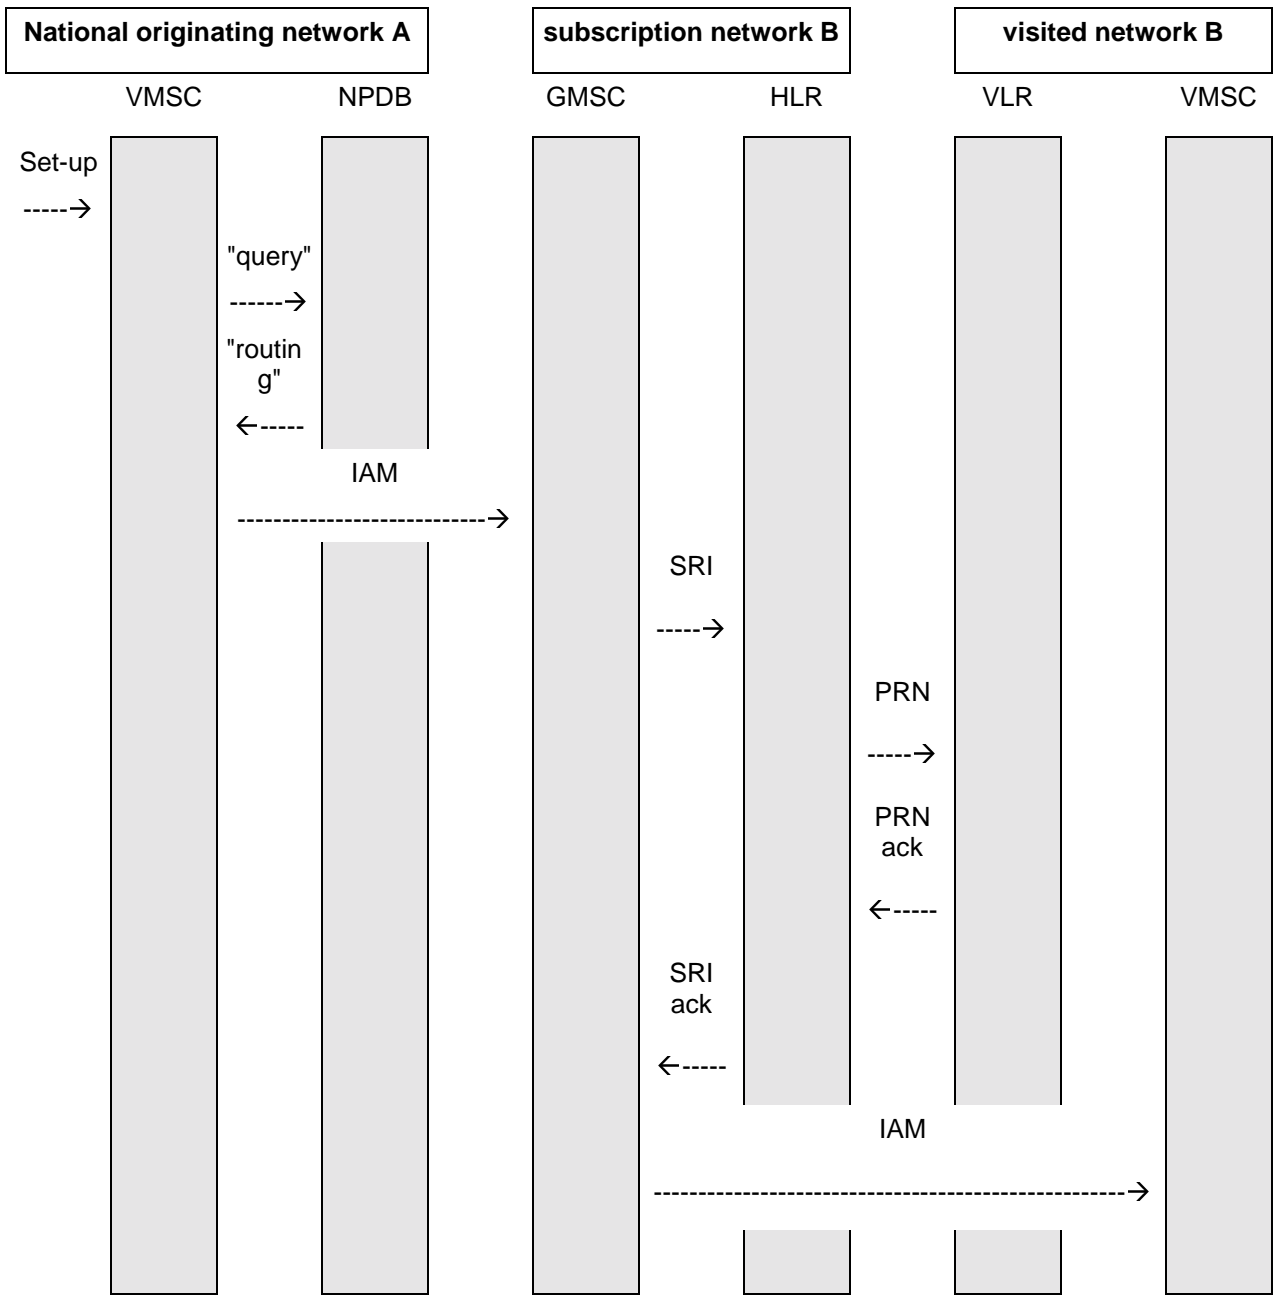 National originating network A
subscription network B
visited network B
VMSC
NPDB
GMSC
HLR
VLR
VMSC
Set-up
-----→
"query"
------→
"routin
g"
←-----
IAM
----------------------------→
SRI
-----→
PRN
-----→
PRN
ack
←-----
SRI
ack
←-----
IAM
-----------------------------------------------------→